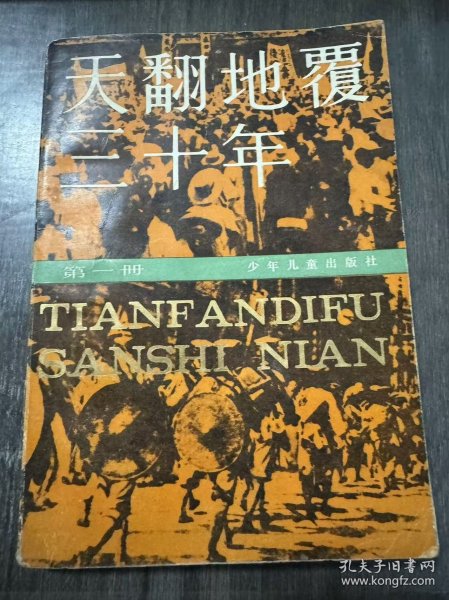 天翻地覆
三十年
第一册 少年儿童出版社
TIANFANDIFU
SANSHI NIAN
孔夫子旧书网
www.kongfz.com